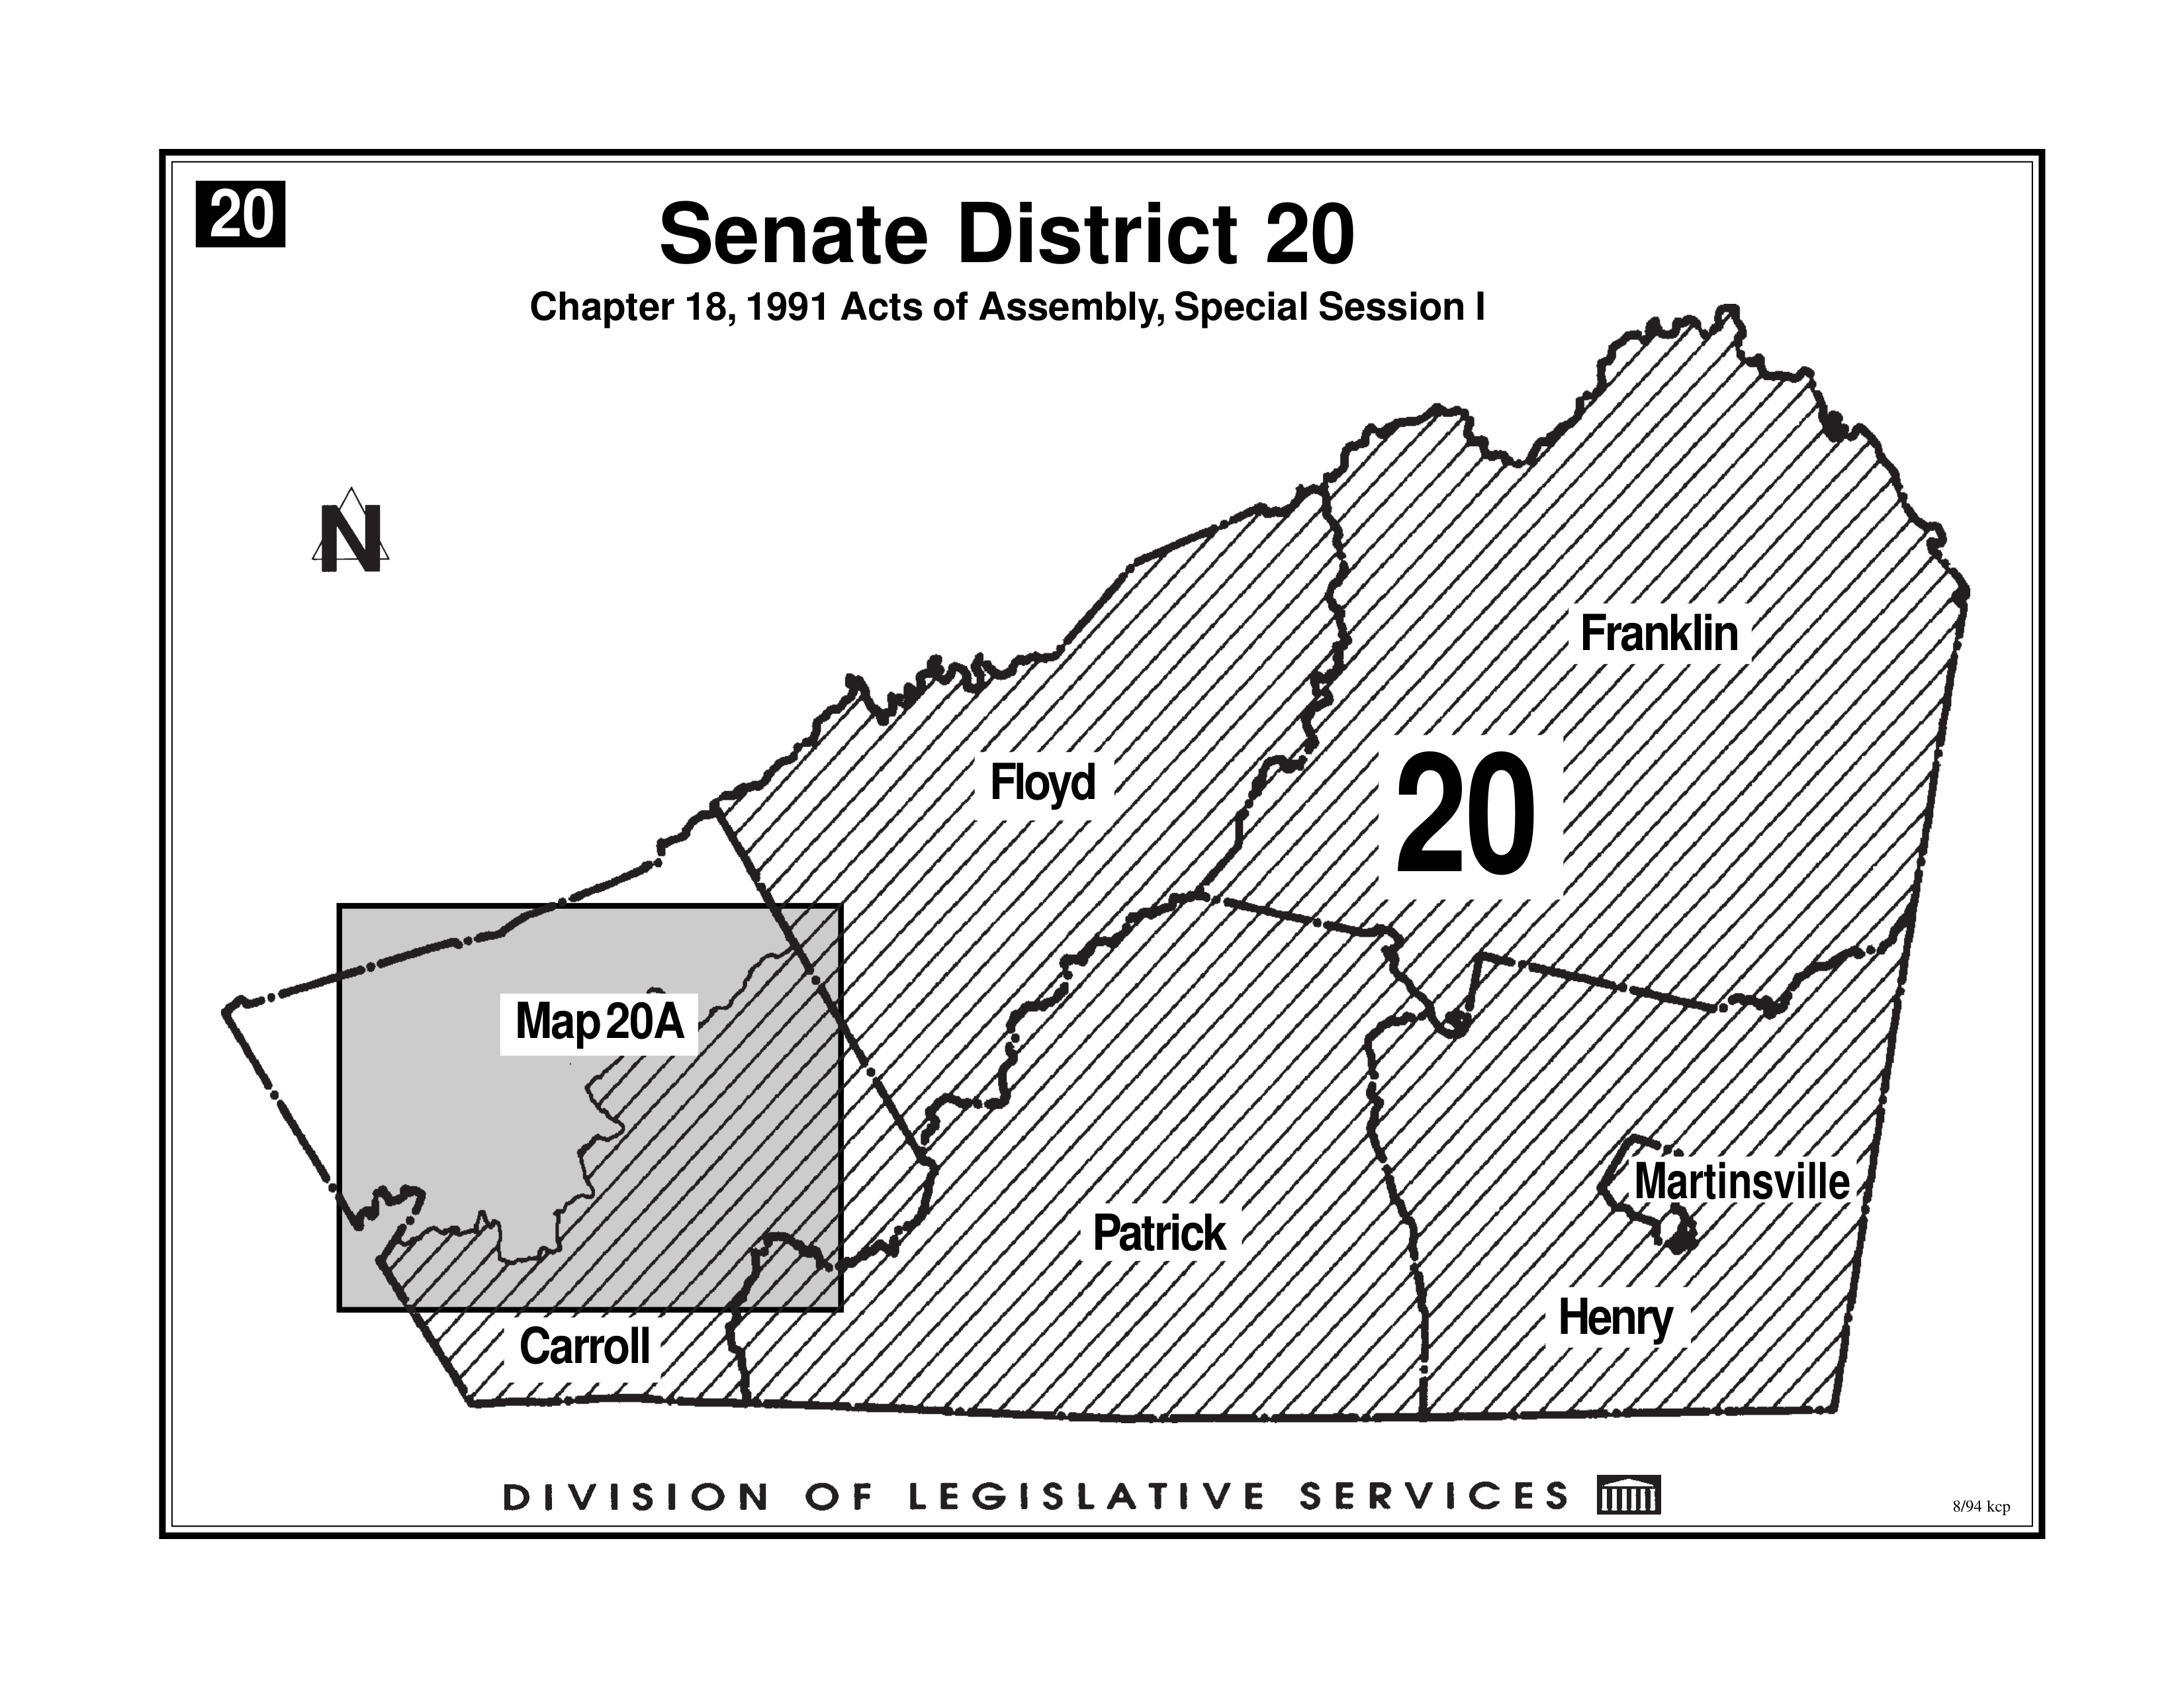 20
Senate District 20
Chapter 18, 1991 Acts of Assembly, Special Session I
N
Franklin
Floyd
20
Map 20A
Martinsville
Patrick
Henry
Carroll
DIVISION OF LEGISLATIVE SERVICES
8/94 kcp